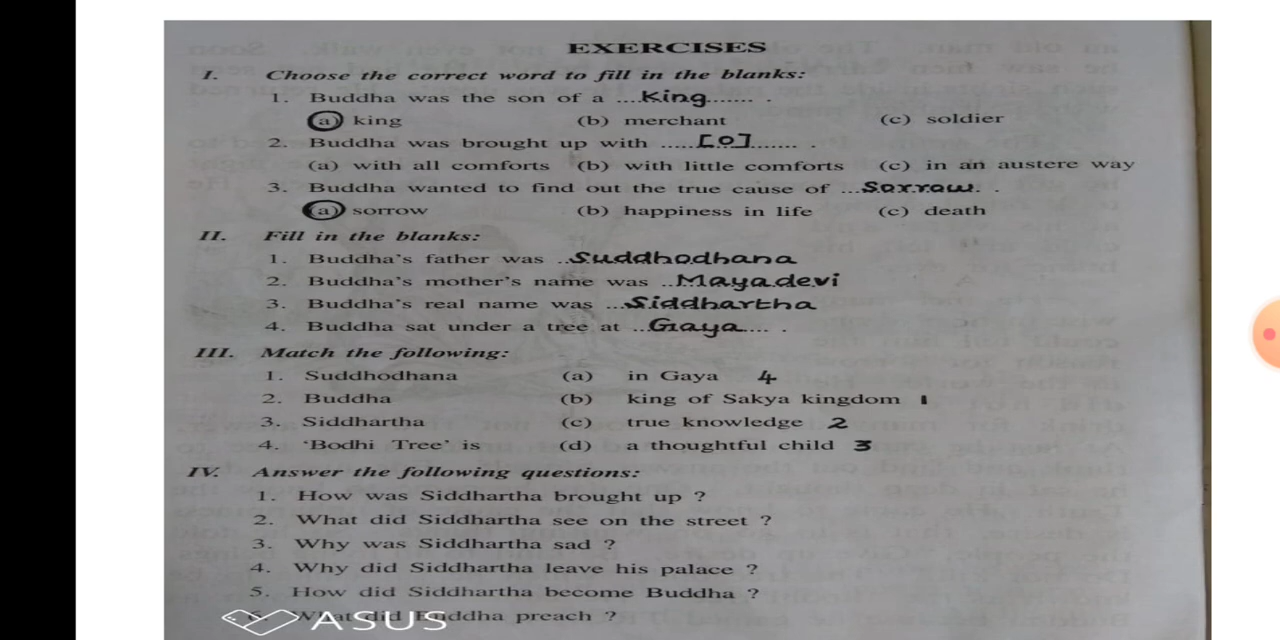 EXERCISES
I. Choose the correct word to fill in the blanks:
1. Buddha was the son of a ....King....... .
(a) king (b) merchant (c) soldier
2. Buddha was brought up with .....[o]....... .
(a) with all comforts (b) with little comforts (c) in an austere way
3. Buddha wanted to find out the true cause of ...Sorrow. .
(a) sorrow (b) happiness in life (c) death
II. Fill in the blanks:
1. Buddha's father was ..Suddhodhana
2. Buddha's mother's name was ..Mayadevi
3. Buddha's real name was ...Siddhartha
4. Buddha sat under a tree at ..Gaya.... .
III. Match the following:
1. Suddhodhana (a) in Gaya 4
2. Buddha (b) king of Sakya kingdom 1
3. Siddhartha (c) true knowledge 2
4. 'Bodhi Tree' is (d) a thoughtful child 3
IV. Answer the following questions:
1. How was Siddhartha brought up ?
2. What did Siddhartha see on the street ?
3. Why was Siddhartha sad ?
4. Why did Siddhartha leave his palace ?
5. How did Siddhartha become Buddha ?
6. What did Buddha preach ?
ASUS